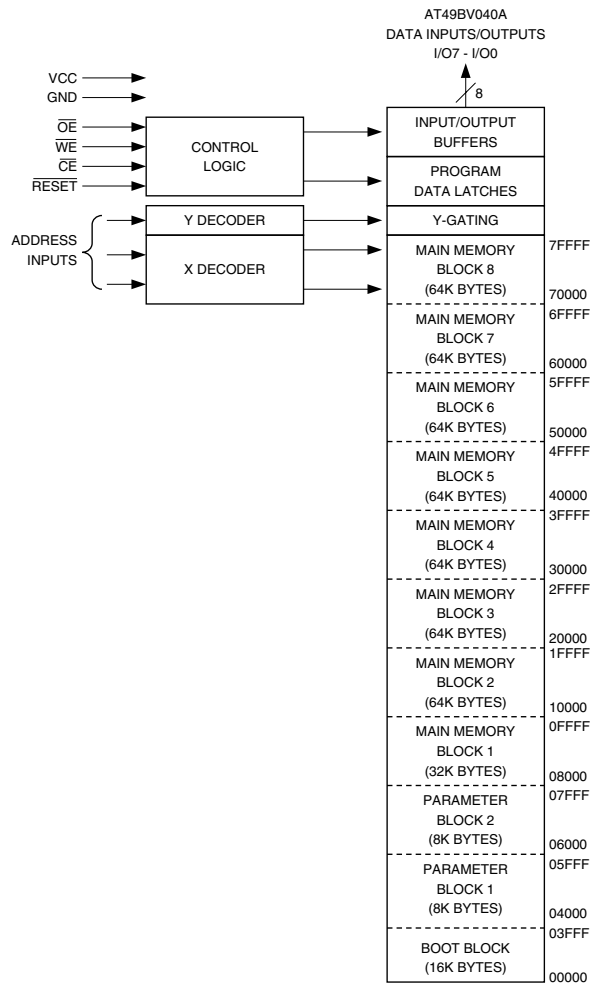 AT49BV040A
DATA INPUTS/OUTPUTS
I/O7 - I/O0
8
VCC
GND
OE
WE
CE
RESET
CONTROL
LOGIC
INPUT/OUTPUT
BUFFERS
PROGRAM
DATA LATCHES
ADDRESS
INPUTS
Y DECODER
Y-GATING
X DECODER
MAIN MEMORY
BLOCK 8
(64K BYTES)
7FFFF
70000
MAIN MEMORY
BLOCK 7
(64K BYTES)
6FFFF
60000
MAIN MEMORY
BLOCK 6
(64K BYTES)
5FFFF
50000
MAIN MEMORY
BLOCK 5
(64K BYTES)
4FFFF
40000
MAIN MEMORY
BLOCK 4
(64K BYTES)
3FFFF
30000
MAIN MEMORY
BLOCK 3
(64K BYTES)
2FFFF
20000
MAIN MEMORY
BLOCK 2
(64K BYTES)
1FFFF
10000
MAIN MEMORY
BLOCK 1
(32K BYTES)
0FFFF
08000
PARAMETER
BLOCK 2
(8K BYTES)
07FFF
06000
PARAMETER
BLOCK 1
(8K BYTES)
05FFF
04000
BOOT BLOCK
(16K BYTES)
03FFF
00000